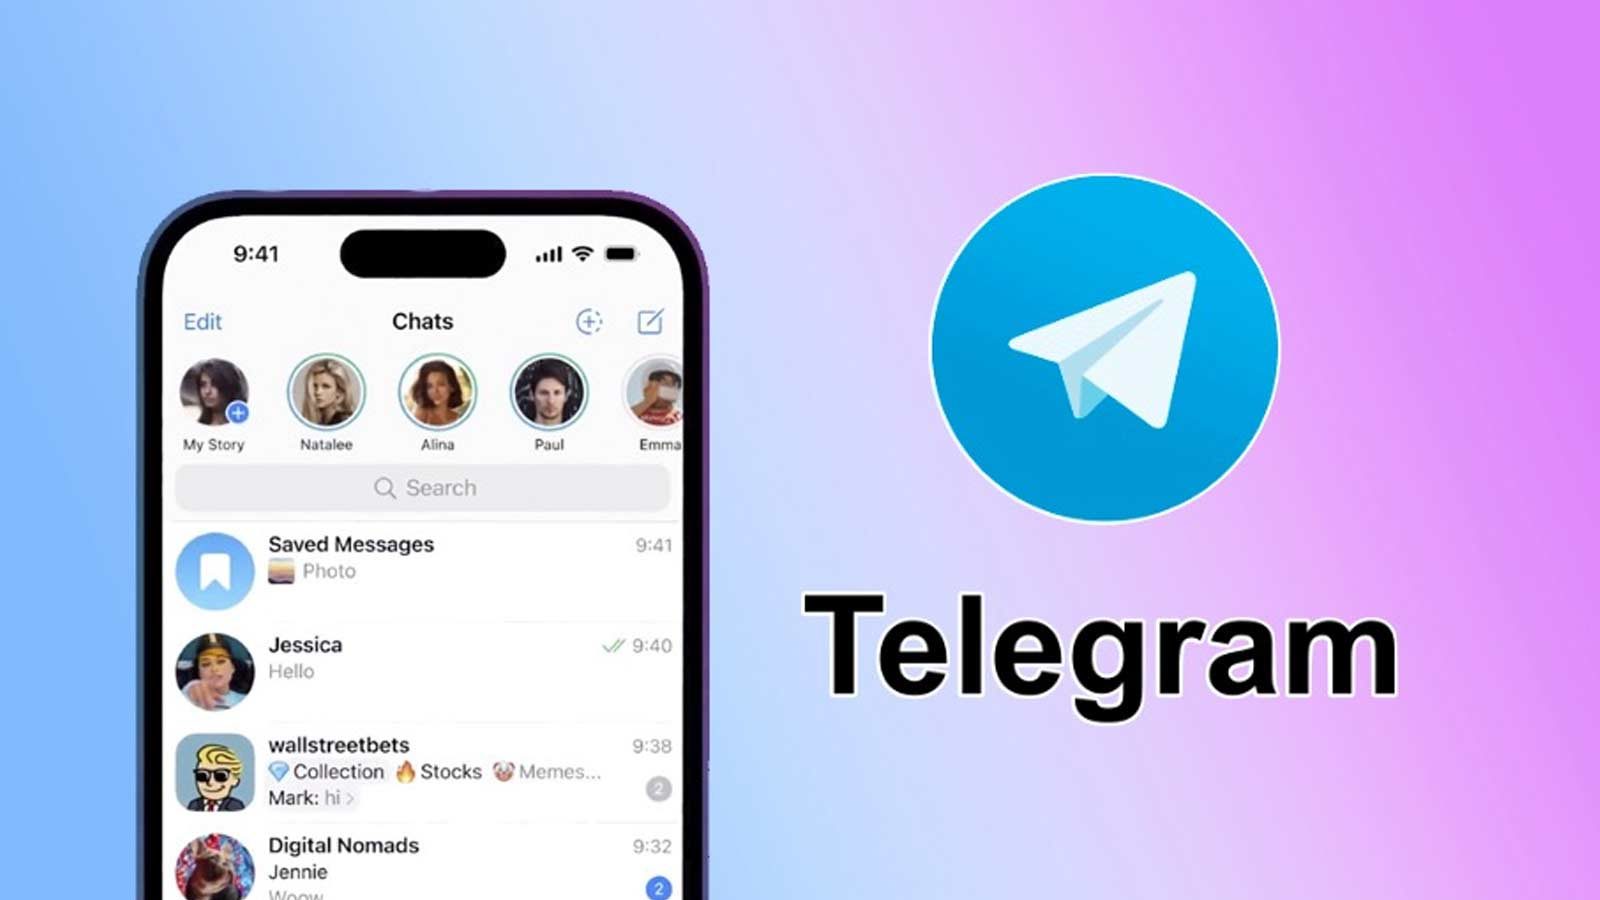 9:41
Edit
Chats
My Story
Natalee
Alina
Paul
Emma
Search
Saved Messages
9:41
Photo
Jessica
9:40
Hello
wallstreetbets
9:38
💎Collection 🔥Stocks 🤡Memes...
Mark: hi >
2
Digital Nomads
9:32
Jennie
Woow
2
Telegram